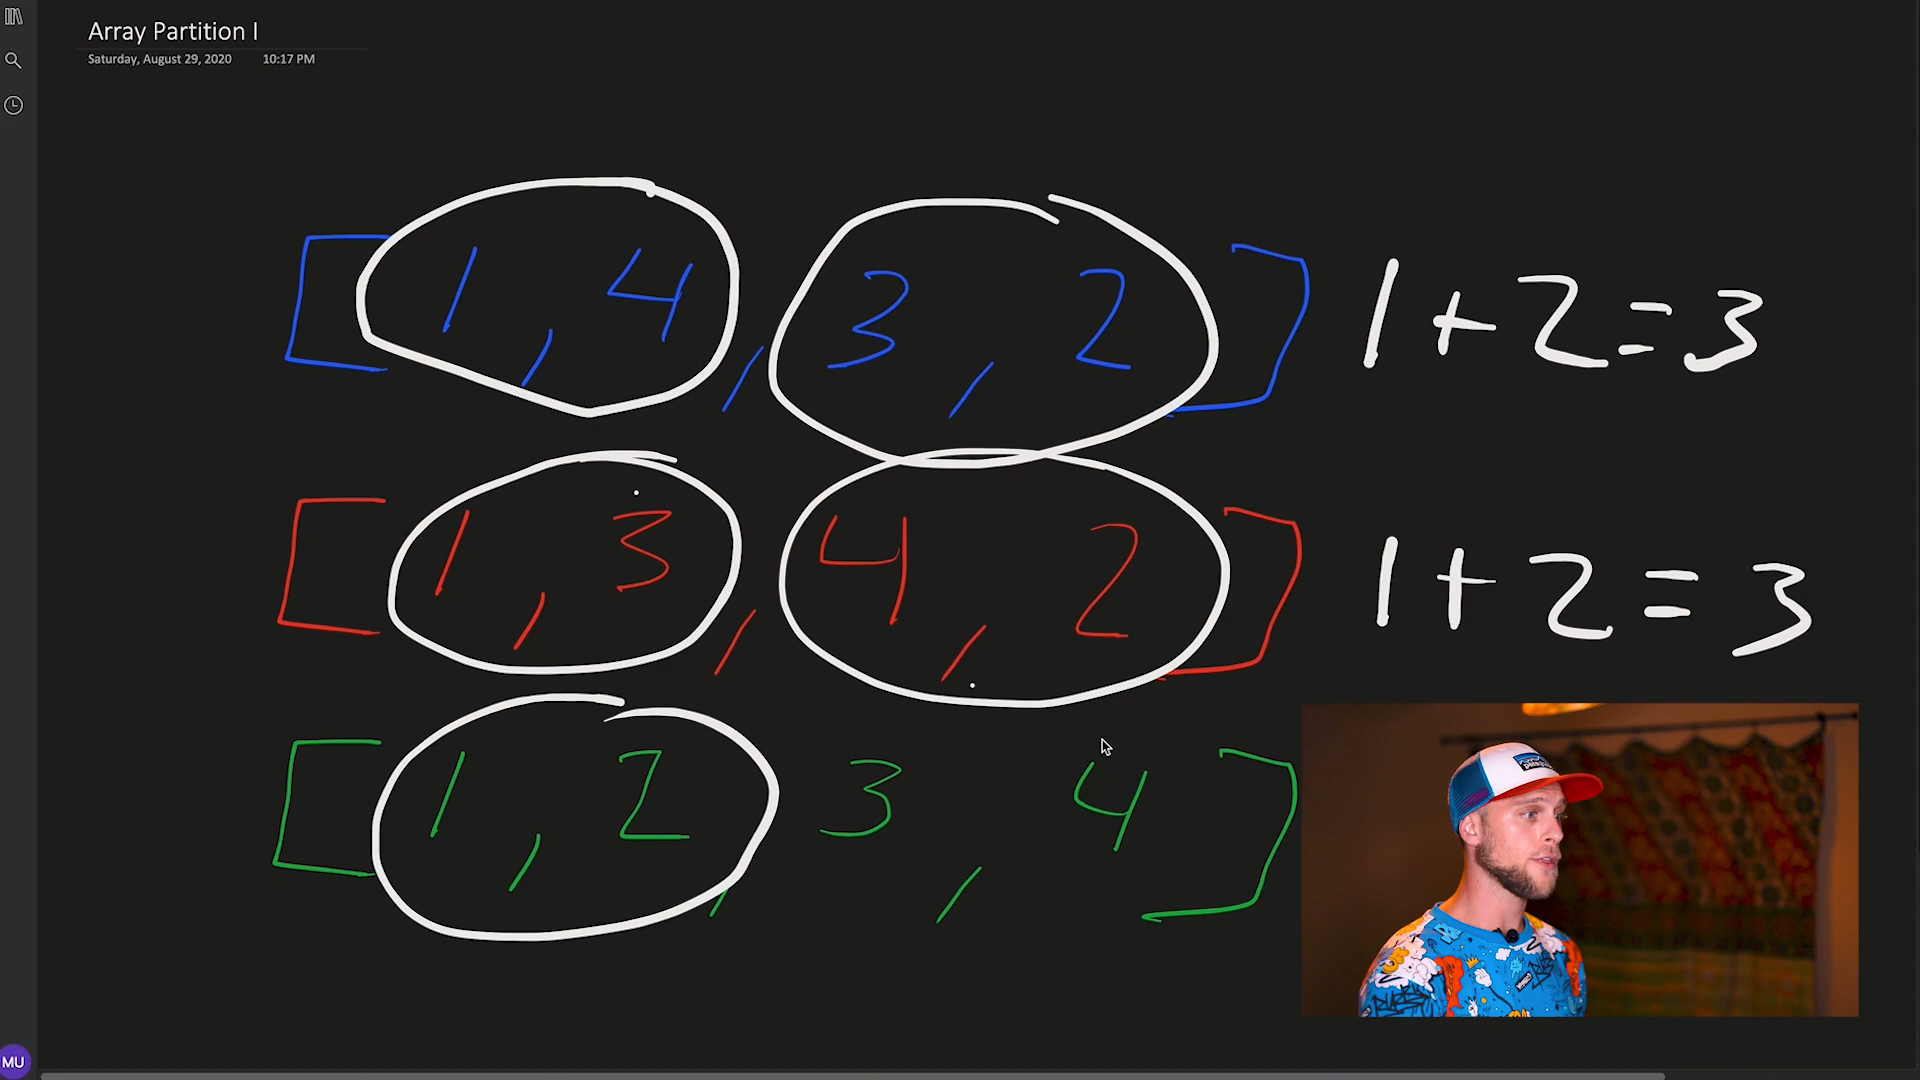 Array Partition I
Saturday, August 29, 2020 10:17 PM
[1, 4, 3, 2] 1+2=3
[1, 3, 4, 2] 1+2=3
[1, 2, 3, 4]
patagonia
MU